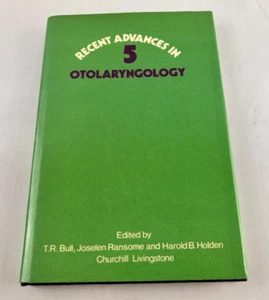 RECENT ADVANCES IN
5
OTOLARYNGOLOGY
Edited by
T.R. Bull, Joselen Ransome and Harold B. Holden
Churchill Livingstone